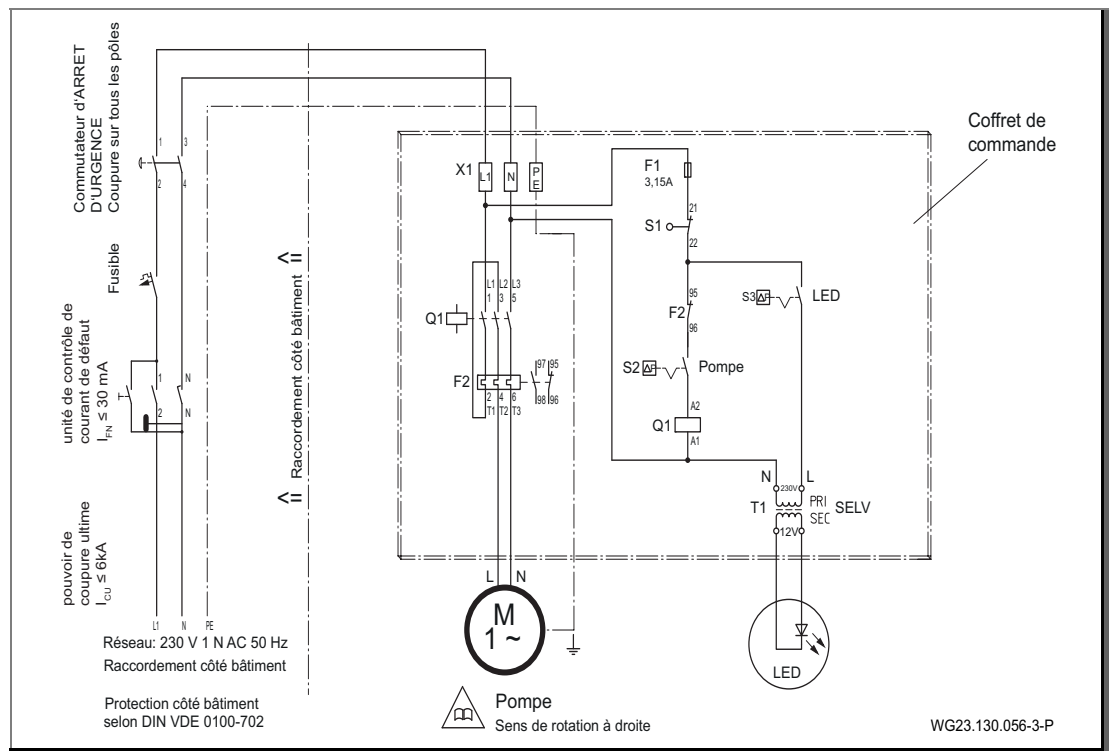 Commutateur d'ARRET
D'URGENCE
Coupure sur tous les pôles
1
3
2
4
Fusible
unité de contrôle de
courant de défaut
IFN ≤ 30 mA
1
N
2
N
pouvoir de
coupure ultime
ICU ≤ 6kA
L1
N
PE
Réseau: 230 V 1 N AC 50 Hz
Raccordement côté bâtiment
Protection côté bâtiment
selon DIN VDE 0100-702
<= Raccordement côté bâtiment <=
Coffret de
commande
X1
L1
N
PE
F1
3,15A
21
S1
22
L1 L2 L3
1 3 5
Q1
F2
97 95
98 96
2 4 6
T1 T2 T3
95
F2
96
S3
LED
S2
Pompe
A2
Q1
A1
N
L
230V
T1
PRI
SEC
SELV
12V
L
N
M
1 ~
LED
Pompe
Sens de rotation à droite
WG23.130.056-3-P